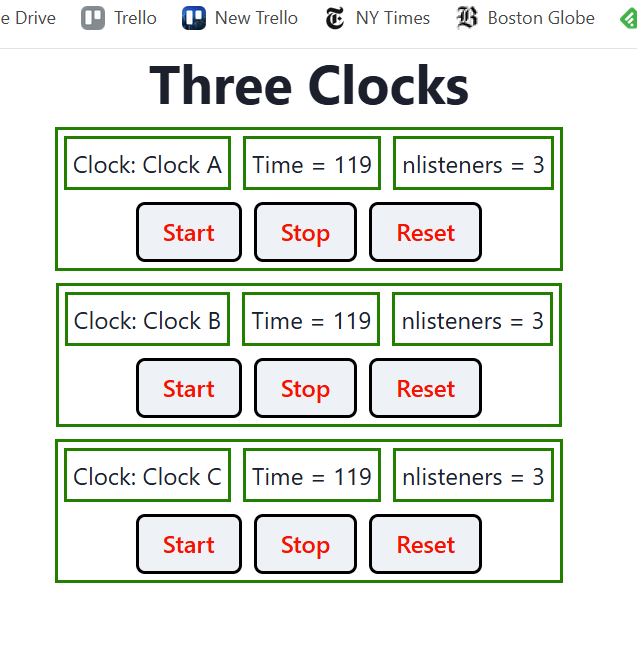 e Drive Trello New Trello NY Times Boston Globe
Three Clocks
Clock: Clock A Time = 119 nlisteners = 3
Start Stop Reset
Clock: Clock B Time = 119 nlisteners = 3
Start Stop Reset
Clock: Clock C Time = 119 nlisteners = 3
Start Stop Reset